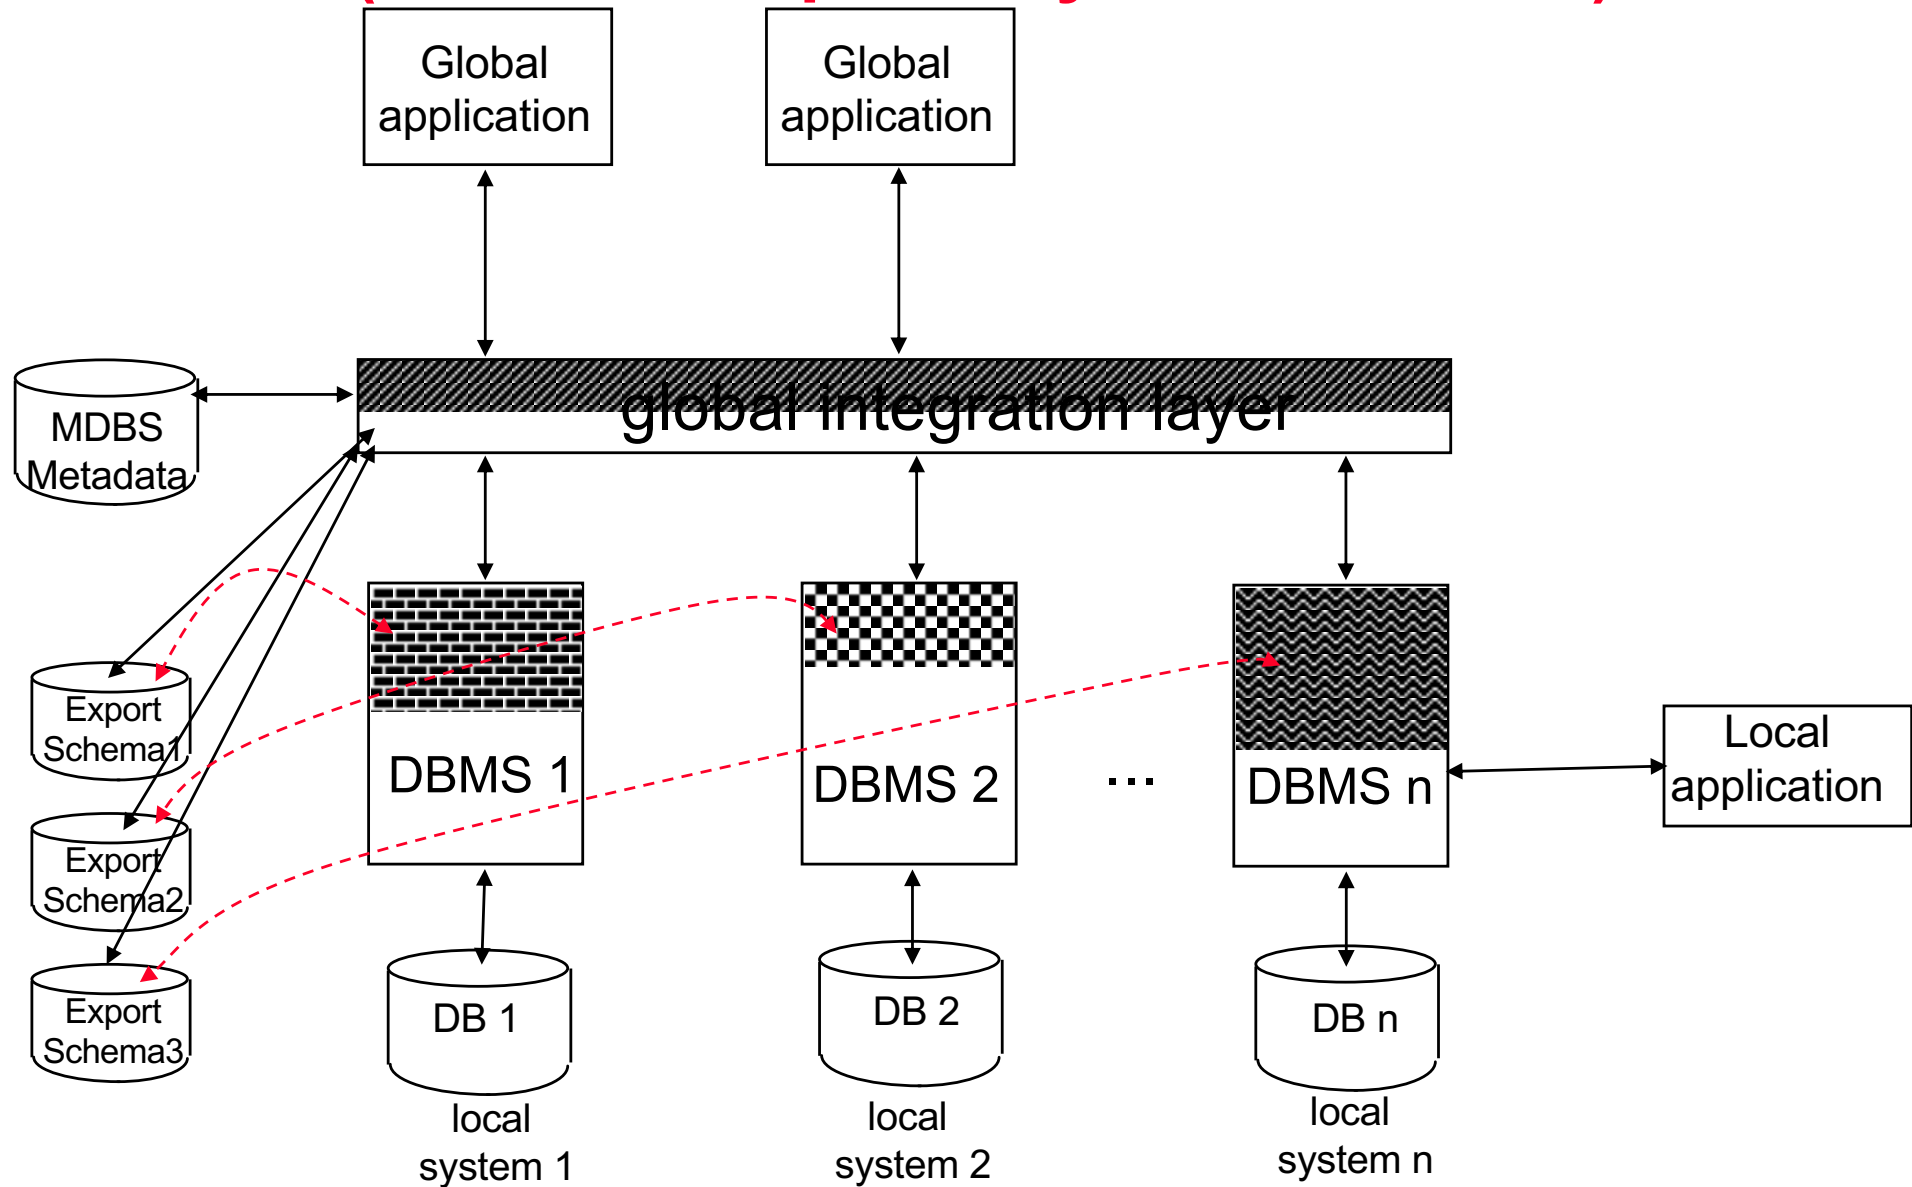 Global
application
Global
application
global integration layer
MDBS
Metadata
Export
Schema1
Export
Schema2
Export
Schema3
DBMS 1
DBMS 2
...
DBMS n
Local
application
DB 1
DB 2
DB n
local
system 1
local
system 2
local
system n